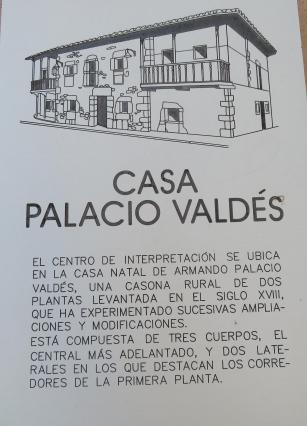 CASA
PALACIO VALDÉS
EL CENTRO DE INTERPRETACIÓN SE UBICA
EN LA CASA NATAL DE ARMANDO PALACIO
VALDÉS, UNA CASONA RURAL DE DOS
PLANTAS LEVANTADA EN EL SIGLO XVIII,
QUE HA EXPERIMENTADO SUCESIVAS AMPLIA-
CIONES Y MODIFICACIONES.
ESTÁ COMPUESTA DE TRES CUERPOS, EL
CENTRAL MÁS ADELANTADO, Y DOS LATE-
RALES EN LOS QUE DESTACAN LOS CORRE-
DORES DE LA PRIMERA PLANTA.